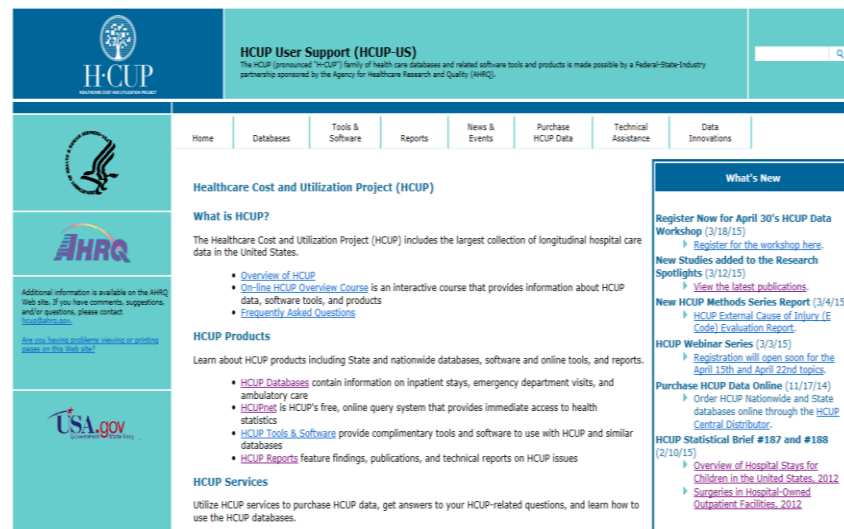 H·CUP
HEALTHCARE COST AND UTILIZATION PROJECT
HCUP User Support (HCUP-US)
The HCUP (pronounced "H-CUP") family of health care databases and related software tools and products is made possible by a Federal-State-Industry
partnership sponsored by the Agency for Healthcare Research and Quality (AHRQ).
Home
Databases
Tools &
Software
Reports
News &
Events
Purchase
HCUP Data
Technical
Assistance
Data
Innovations
AHRQ
Additional information is available on the AHRQ
Web site. If you have comments, suggestions,
and/or questions, please contact
hcup@ahrq.gov.
Are you having problems viewing or printing
pages on this Web site?
USA.gov
Healthcare Cost and Utilization Project (HCUP)
What is HCUP?
The Healthcare Cost and Utilization Project (HCUP) includes the largest collection of longitudinal hospital care
data in the United States.
Overview of HCUP
On-line HCUP Overview Course is an interactive course that provides information about HCUP
data, software tools, and products
Frequently Asked Questions
HCUP Products
Learn about HCUP products including State and nationwide databases, software and online tools, and reports.
HCUP Databases contain information on inpatient stays, emergency department visits, and
ambulatory care
HCUPnet is HCUP's free, online query system that provides immediate access to health
statistics
HCUP Tools & Software provide complimentary tools and software to use with HCUP and similar
databases
HCUP Reports feature findings, publications, and technical reports on HCUP issues
HCUP Services
Utilize HCUP services to purchase HCUP data, get answers to your HCUP-related questions, and learn how to
use the HCUP databases.
What's New
Register Now for April 30's HCUP Data
Workshop (3/18/15)
Register for the workshop here.
New Studies added to the Research
Spotlights (3/12/15)
View the latest publications.
New HCUP Methods Series Report (3/4/15
HCUP External Cause of Injury (E
Code) Evaluation Report.
HCUP Webinar Series (3/3/15)
Registration will open soon for the
April 15th and April 22nd topics.
Purchase HCUP Data Online (11/17/14)
Order HCUP Nationwide and State
databases online through the HCUP
Central Distributor.
HCUP Statistical Brief #187 and #188
(2/10/15)
Overview of Hospital Stays for
Children in the United States, 2012
Surgeries in Hospital-Owned
Outpatient Facilities, 2012